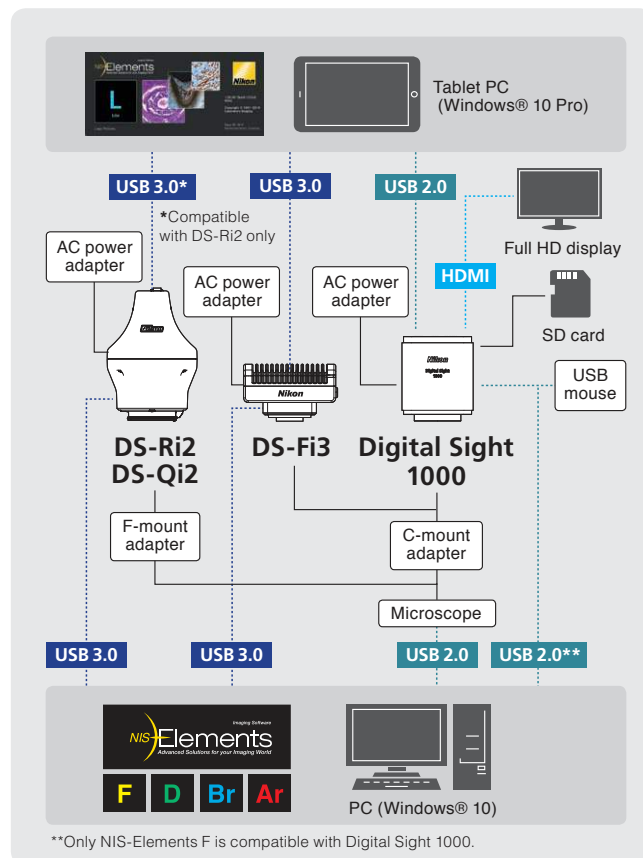 NIS Elements
Nikon
L
Tablet PC
(Windows® 10 Pro)
USB 3.0*
USB 3.0
USB 2.0
*Compatible
with DS-Ri2 only
Full HD display
HDMI
AC power
adapter
AC power
adapter
AC power
adapter
SD card
Nikon
Nikon
Nikon
Digital Sight
1000
USB
mouse
DS-Ri2
DS-Qi2
DS-Fi3
Digital Sight
1000
F-mount
adapter
C-mount
adapter
Microscope
USB 3.0
USB 3.0
USB 2.0
USB 2.0**
Imaging Software
NIS Elements
Advanced Solutions for your Imaging World
F D Br Ar
PC (Windows® 10)
**Only NIS-Elements F is compatible with Digital Sight 1000.